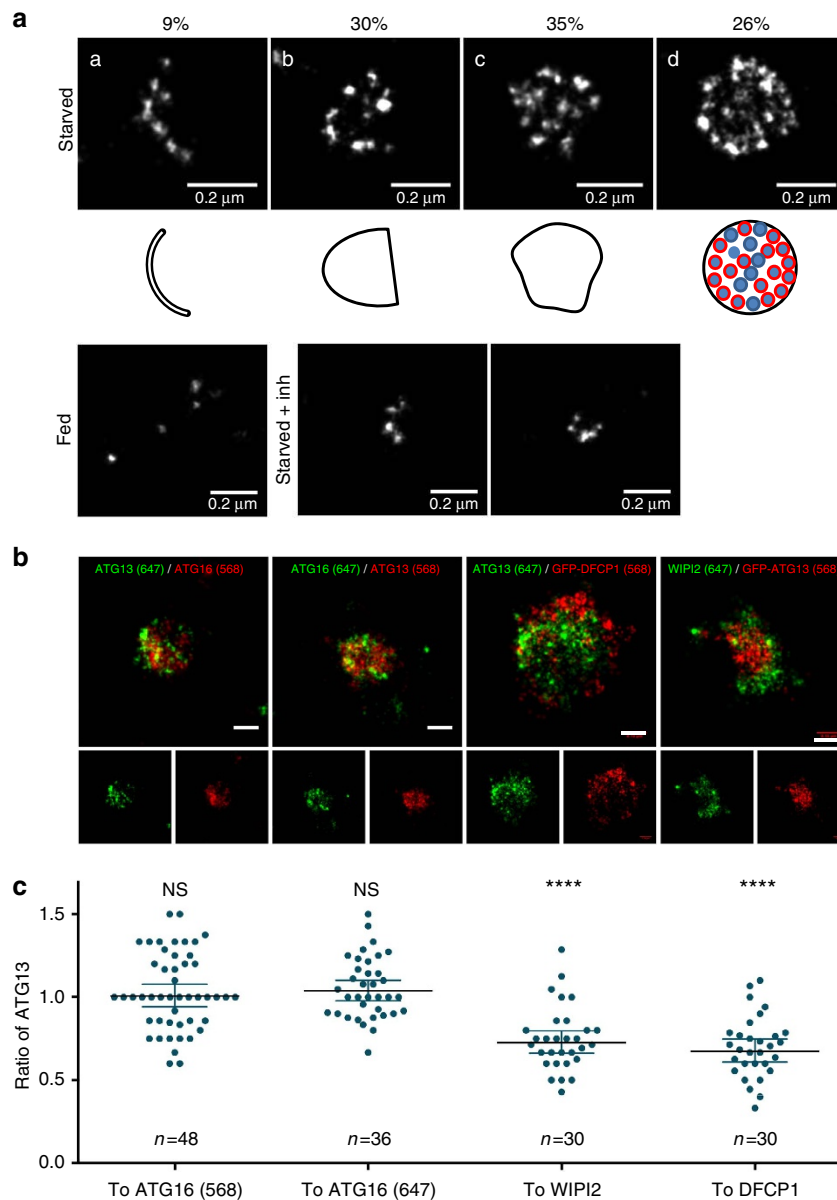 a
9% 30% 35% 26%
Starved
a b c d
0.2 µm 0.2 µm 0.2 µm 0.2 µm
Fed
Starved + inh
0.2 µm 0.2 µm 0.2 µm
b
ATG13 (647) / ATG16 (568) ATG16 (647) / ATG13 (568) ATG13 (647) / GFP-DFCP1 (568) WIPI2 (647) / GFP-ATG13 (568
c
NS NS **** ****
Ratio of ATG13
1.5
1.0
0.5
0.0
n=48 n=36 n=30 n=30
To ATG16 (568) To ATG16 (647) To WIPI2 To DFCP1